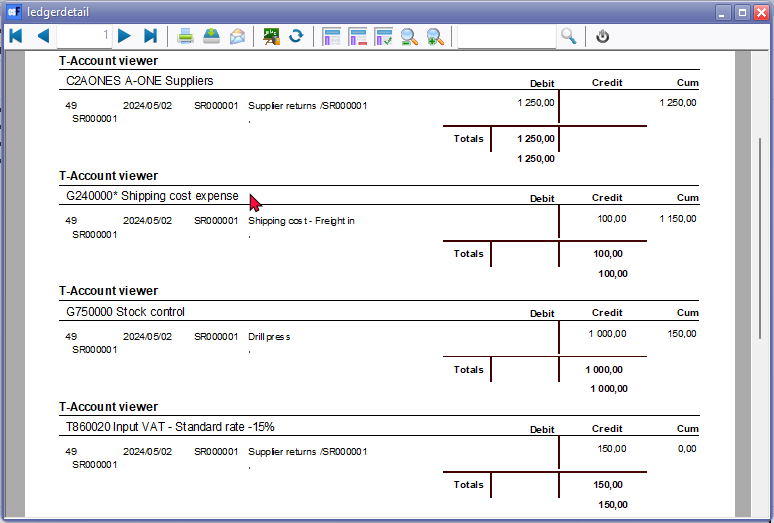 ledgerdetail
1
T-Account viewer
C2AONES A-ONE Suppliers Debit Credit Cum
49 2024/05/02 SR000001 Supplier returns /SR000001 1 250,00 1 250,00
SR000001 .
Totals 1 250,00
1 250,00
T-Account viewer
G240000* Shipping cost expense Debit Credit Cum
49 2024/05/02 SR000001 Shipping cost - Freight in 100,00 1 150,00
SR000001 .
Totals 100,00
100,00
T-Account viewer
G750000 Stock control Debit Credit Cum
49 2024/05/02 SR000001 Drill press 1 000,00 150,00
SR000001 .
Totals 1 000,00
1 000,00
T-Account viewer
T860020 Input VAT - Standard rate -15% Debit Credit Cum
49 2024/05/02 SR000001 Supplier returns /SR000001 150,00 0,00
SR000001 .
Totals 150,00
150,00